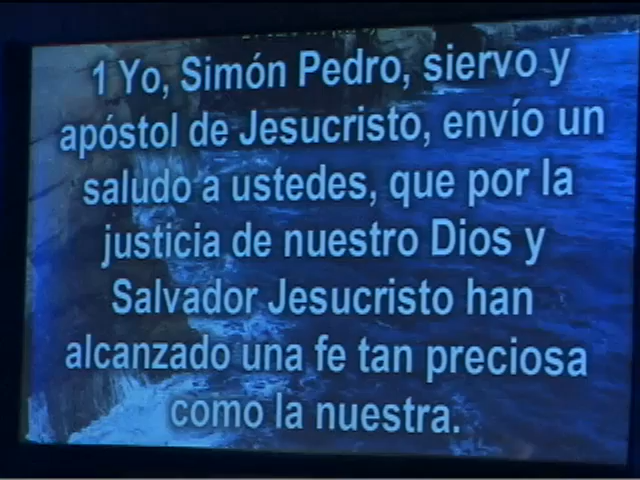 1 Yo, Simón Pedro, siervo y
apóstol de Jesucristo, envío un
saludo a ustedes, que por la
justicia de nuestro Dios y
Salvador Jesucristo han
alcanzado una fe tan preciosa
como la nuestra.